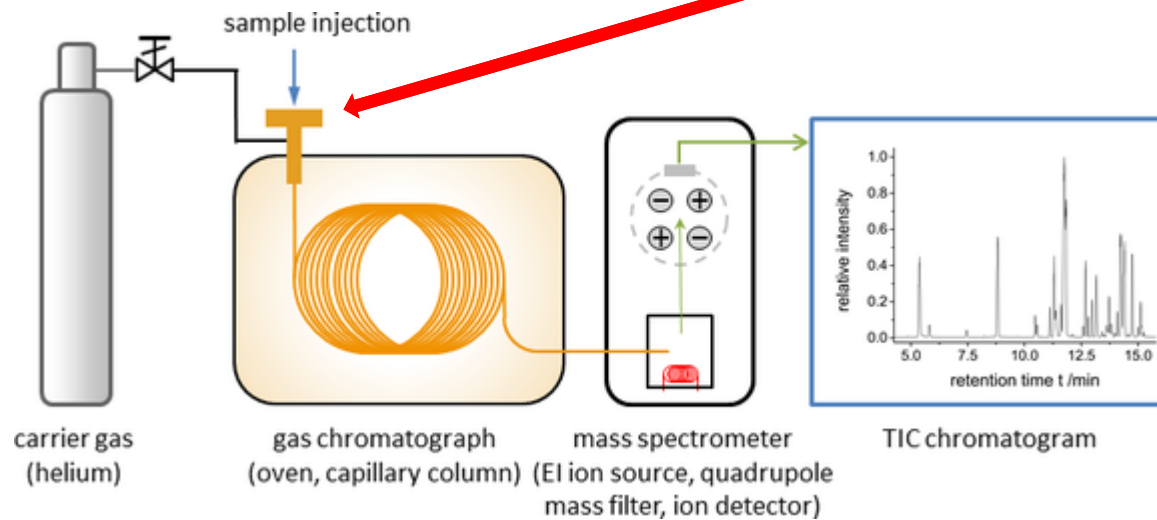 sample injection
carrier gas
(helium)
gas chromatograph
(oven, capillary column)
mass spectrometer
(EI ion source, quadrupole
mass filter, ion detector)
TIC chromatogram
relative intensity
1.0
0.8
0.6
0.4
0.2
0.0
5.0 7.5 10.0 12.5 15.0
retention time t /min